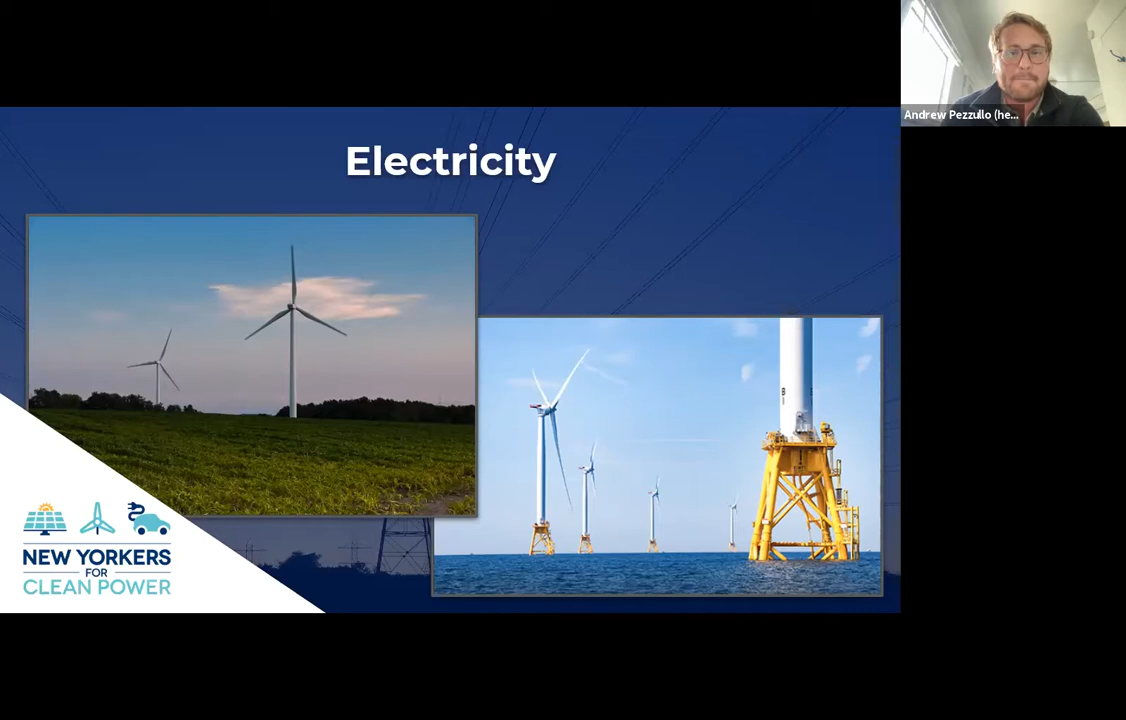 Andrew Pezzullo (he...
Electricity
B
NEW YORKERS
FOR
CLEAN POWER